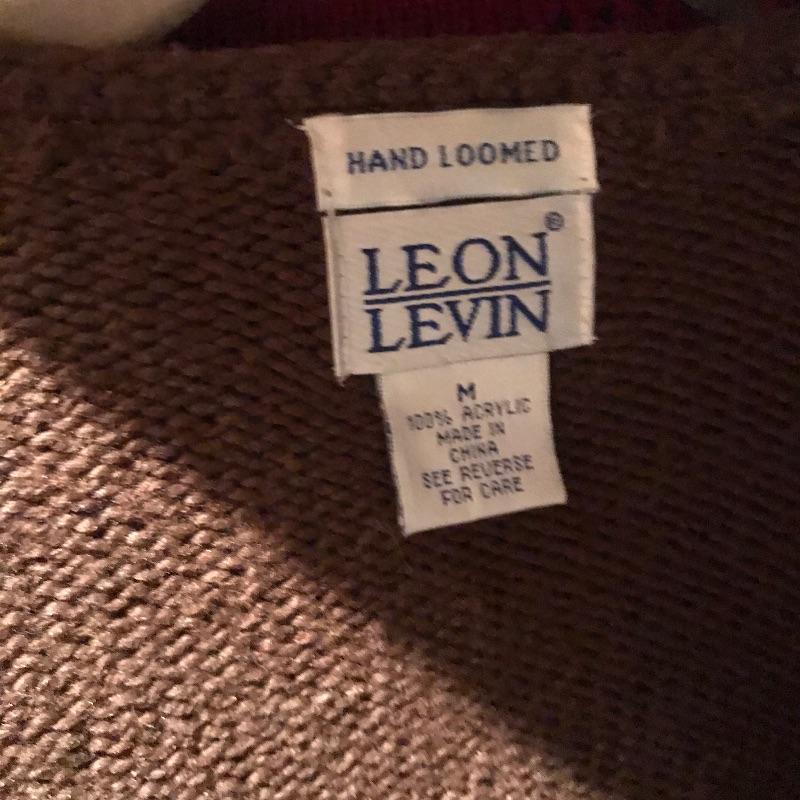 HAND LOOMED
LEON®
LEVIN
M
100% ACRYLIC
MADE IN
CHINA
SEE REVERSE
FOR CARE